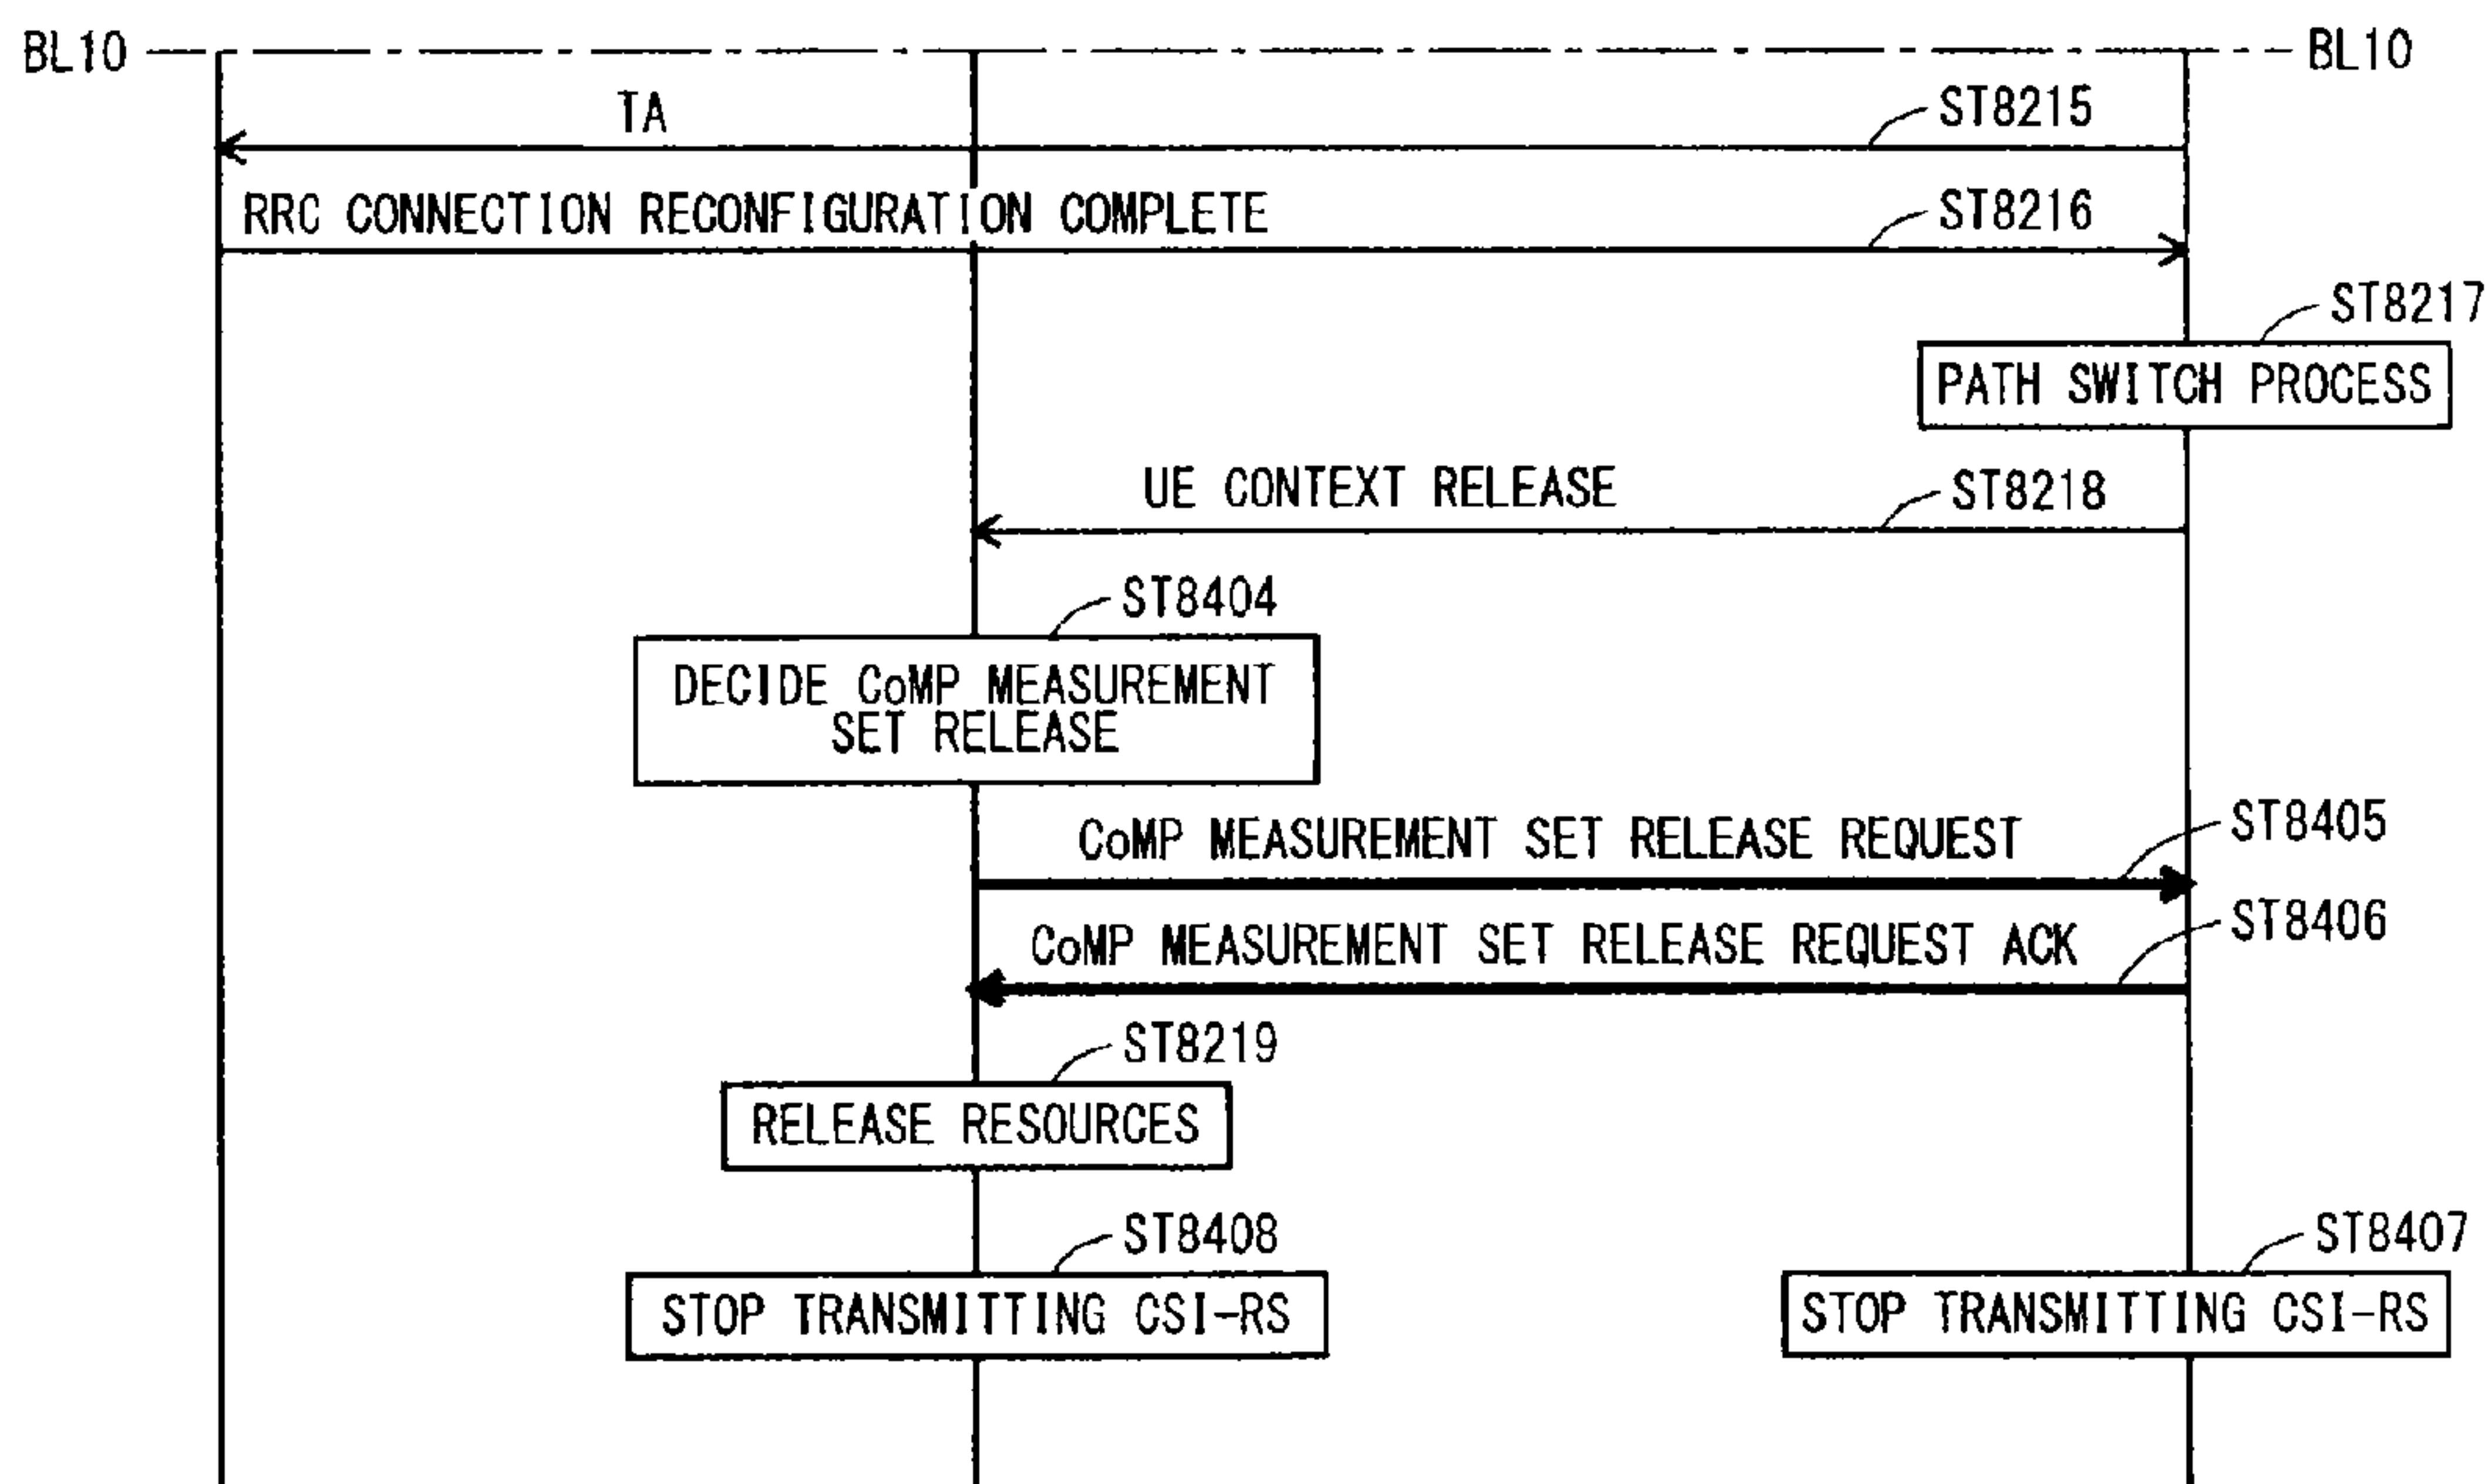 BL10
BL10
TA
ST8215
RRC CONNECTION RECONFIGURATION COMPLETE
ST8216
ST8217
PATH SWITCH PROCESS
UE CONTEXT RELEASE
ST8218
ST8404
DECIDE CoMP MEASUREMENT
SET RELEASE
CoMP MEASUREMENT SET RELEASE REQUEST
ST8405
CoMP MEASUREMENT SET RELEASE REQUEST ACK
ST8406
ST8219
RELEASE RESOURCES
ST8408
STOP TRANSMITTING CSI-RS
ST8407
STOP TRANSMITTING CSI-RS